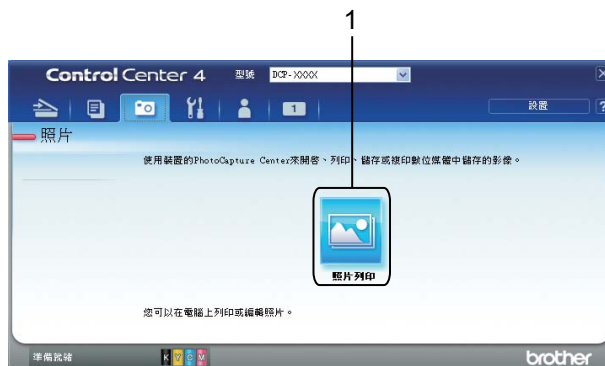 1
Control Center 4 型號 DCP-XXXX
1 設置 ?
照片
使用裝置的PhotoCapture Center來開啓、列印、儲存或複印數位媒體中儲存的影像。
照片列印
您可以在電腦上列印或編輯照片。
準備就緒 K Y C M brother